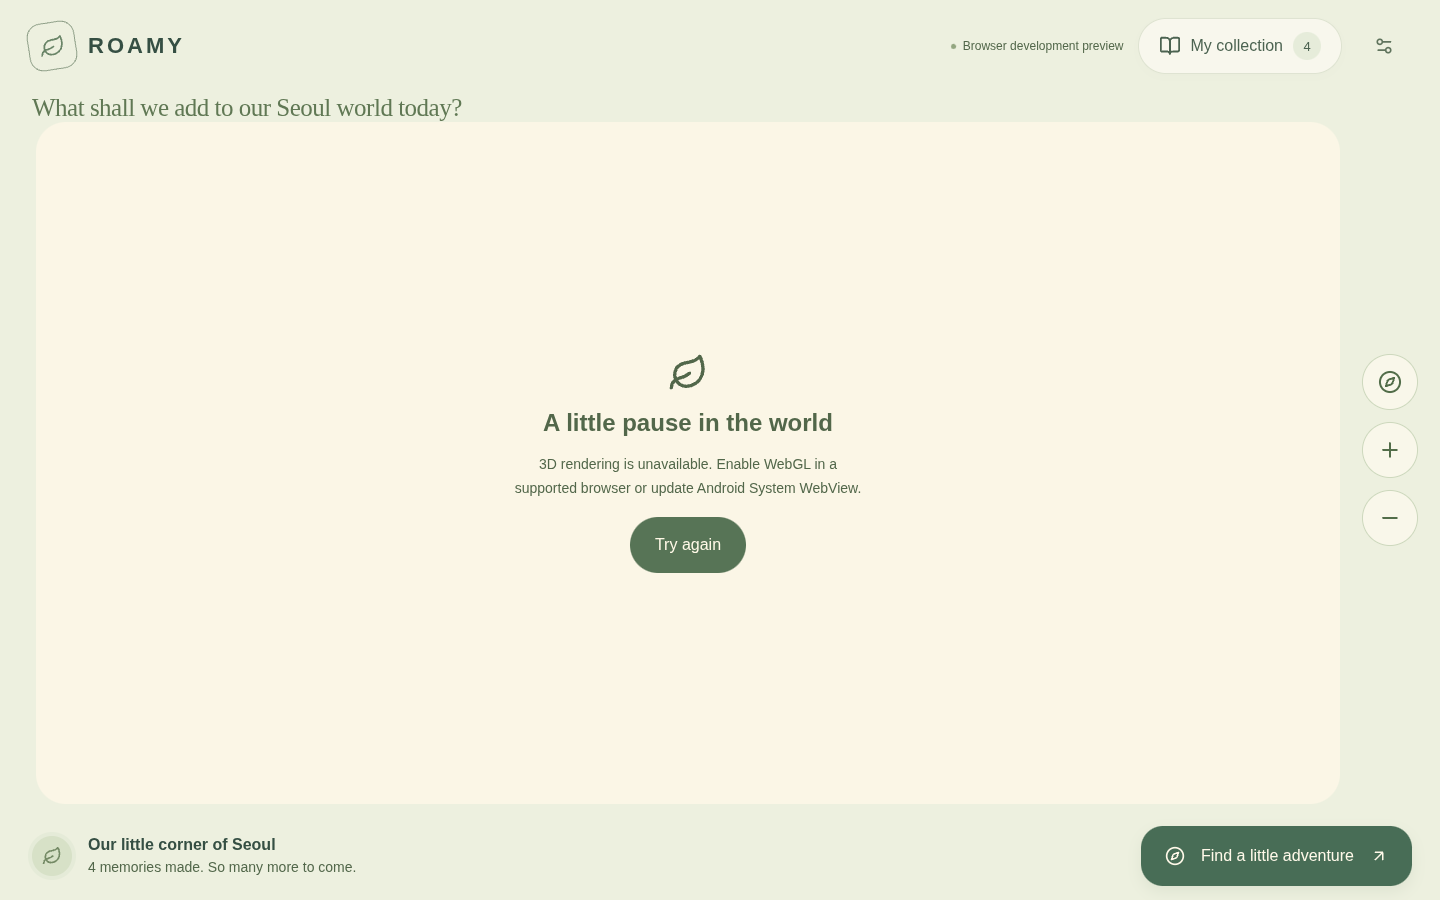 ROAMY
Browser development preview
My collection 4
What shall we add to our Seoul world today?
A little pause in the world
3D rendering is unavailable. Enable WebGL in a
supported browser or update Android System WebView.
Try again
Our little corner of Seoul
4 memories made. So many more to come.
Find a little adventure